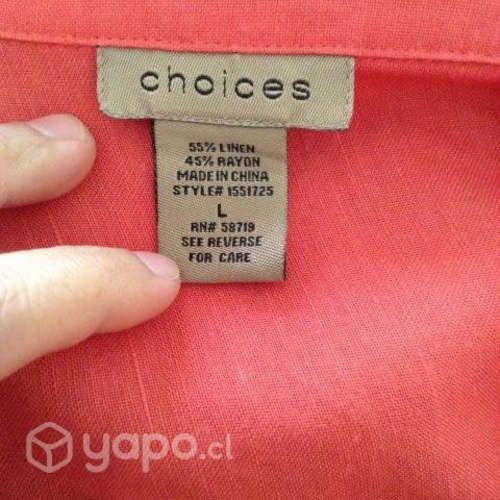 choices
55% LINEN
45% RAYON
MADE IN CHINA
STYLE# 1551725
L
RN# 58719
SEE REVERSE
FOR CARE
yapo.cl